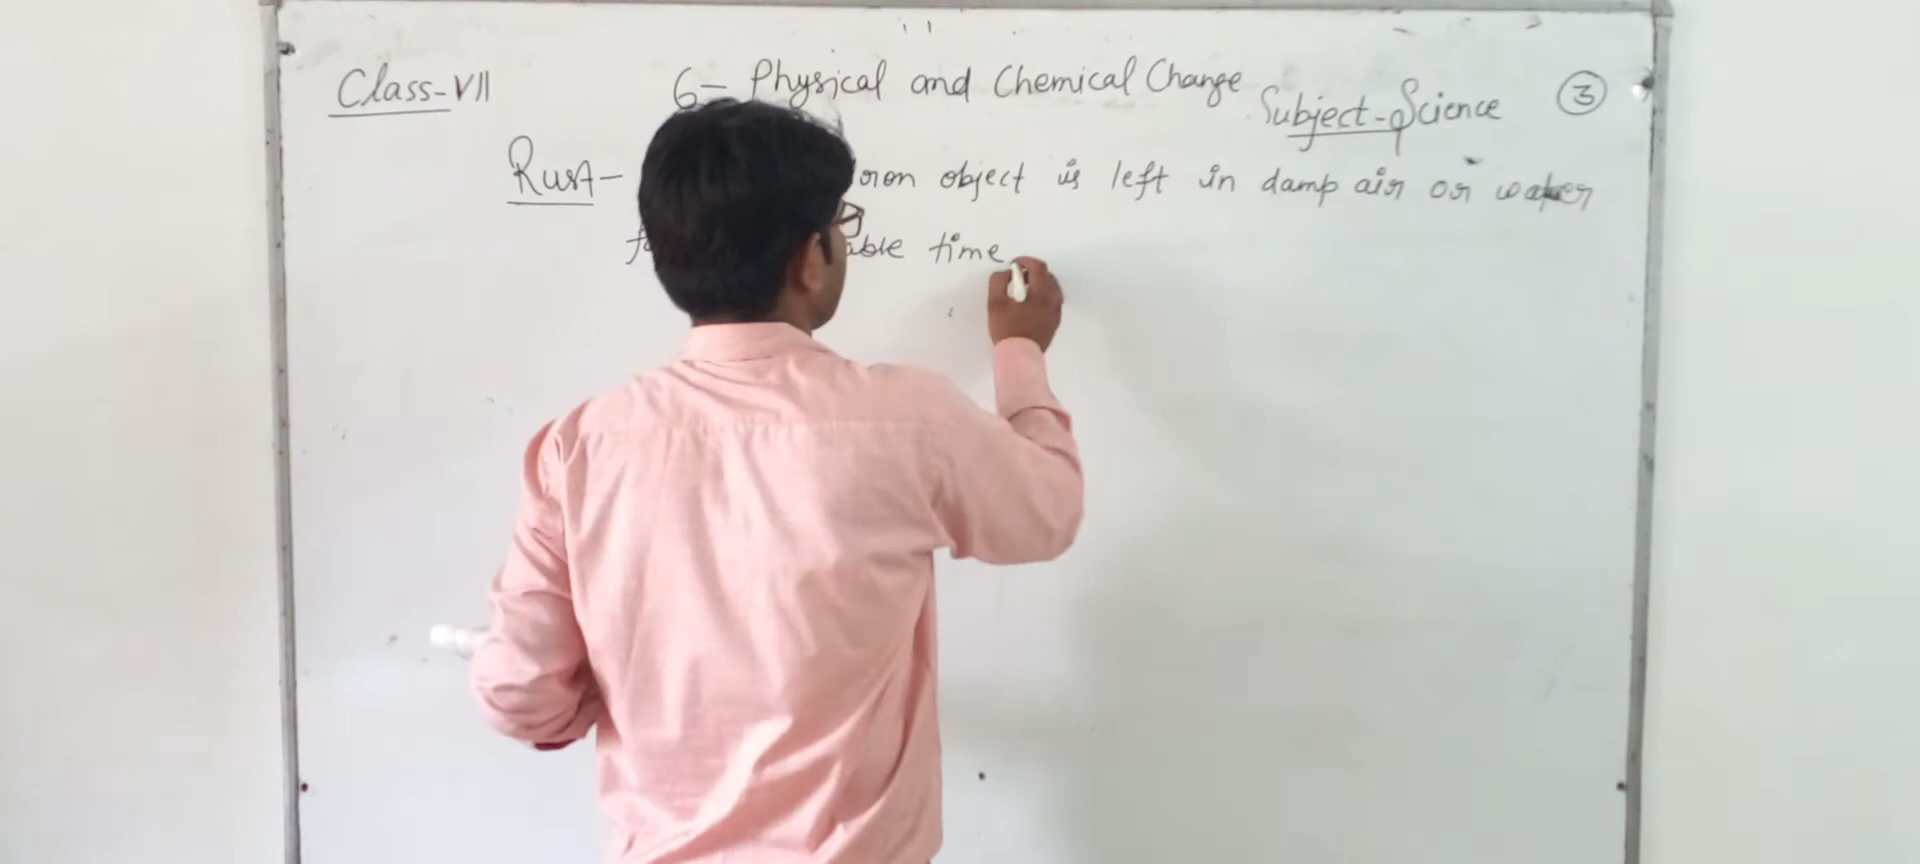 Class-VII
6- Physical and Chemical Change
Subject-Science
3
Rust- iron object is left in damp air or water
time